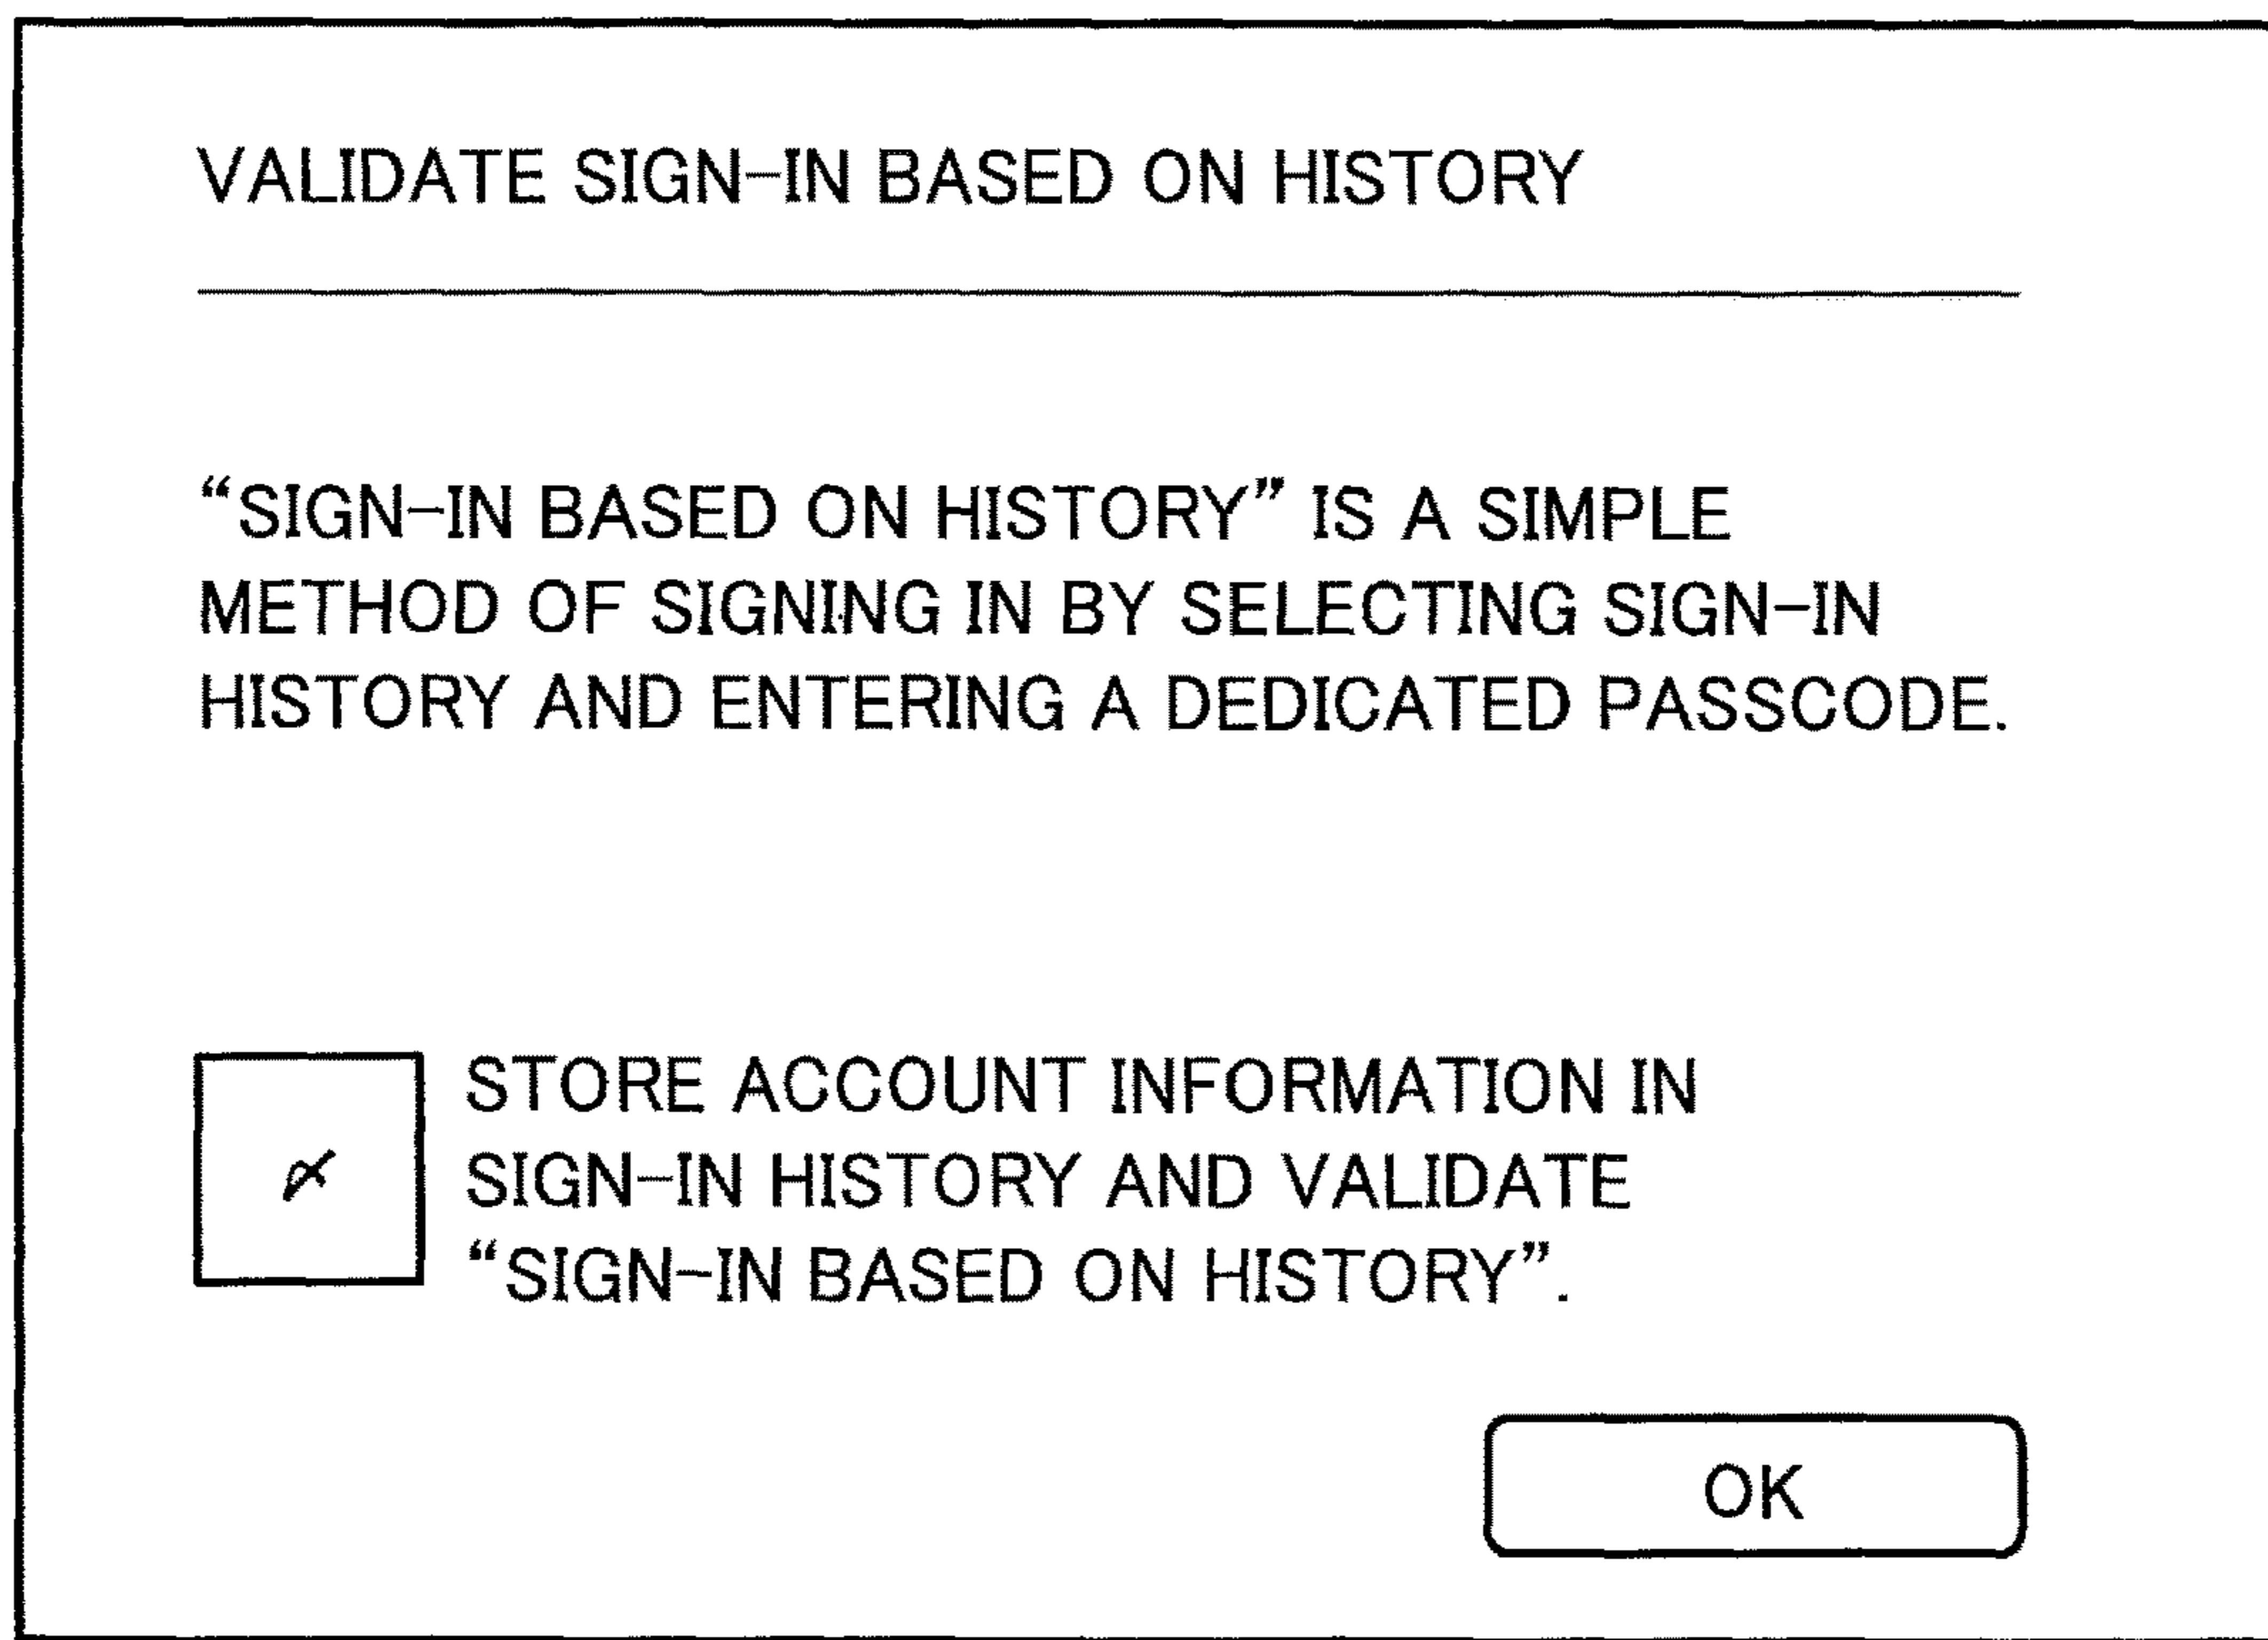 VALIDATE SIGN-IN BASED ON HISTORY
“SIGN-IN BASED ON HISTORY” IS A SIMPLE
METHOD OF SIGNING IN BY SELECTING SIGN-IN
HISTORY AND ENTERING A DEDICATED PASSCODE.
STORE ACCOUNT INFORMATION IN
SIGN-IN HISTORY AND VALIDATE
“SIGN-IN BASED ON HISTORY”.
OK